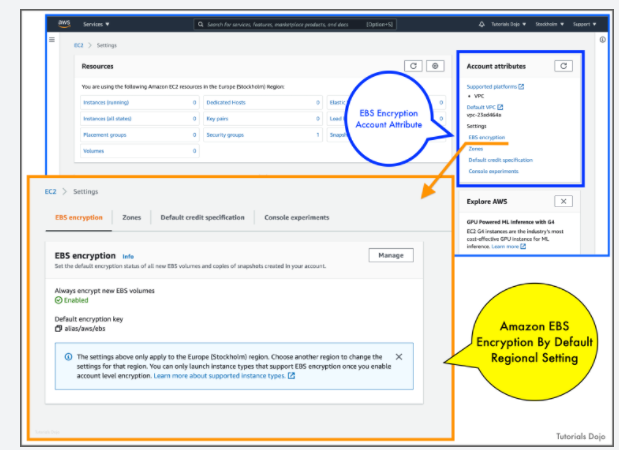 aws Services ▾ Search for services, features, marketplace products, and docs [Option+S] Tutorials Dojo ▾ Stockholm ▾ Support ▾
EC2 > Settings
Resources
You are using the following Amazon EC2 resources in the Europe (Stockholm) Region:
Instances (running) 0 Dedicated Hosts 0 Elastic 0
Instances (all states) 0 Key pairs 0 Load 0
Placement groups 0 Security groups 1 Snaps
Volumes 0
EBS Encryption
Account Attribute
Account attributes
Supported platforms
• VPC
Default VPC
Settings
EBS encryption
Zones
Default credit specification
Console experiments
Explore AWS
GPU Powered ML Inference with G4
EC2 G4 instances are the industry's most
cost-effective GPU instance for ML
inference. Learn more
EC2 > Settings
EBS encryption Zones Default credit specification Console experiments
EBS encryption Info
Manage
Set the default encryption status of all new EBS volumes and copies of snapshots created in your account.
Always encrypt new EBS volumes
Enabled
Default encryption key
alias/aws/ebs
The settings above only apply to the Europe (Stockholm) region. Choose another region to change the
settings for that region. You can only launch instance types that support EBS encryption once you enable
account level encryption. Learn more about supported instance types.
Amazon EBS
Encryption By Default
Regional Setting
Tutorials Dojo